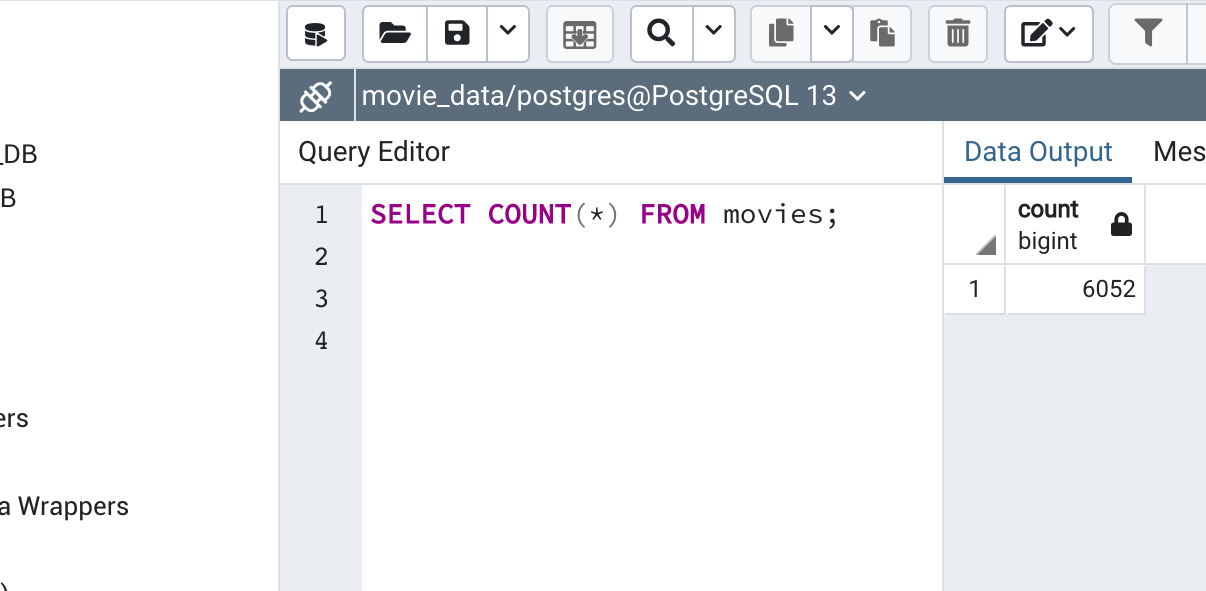 movie_data/postgres@PostgreSQL 13
_DB
B
ers
a Wrappers
)
Query Editor
1 SELECT COUNT(*) FROM movies;
2
3
4
Data Output Mes
count
bigint
1 6052